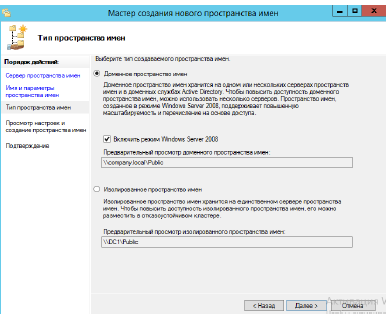 Мастер создания нового пространства имен
Тип пространства имен
Порядок действий:
Сервер пространства имен
Имя и параметры
пространства имен
Тип пространства имен
Просмотр настроек и
создание пространства имен
Подтверждение
Выберите тип создаваемого пространства имен.
Доменное пространство имен
Доменное пространство имен хранится на одном или нескольких серверах пространств
имен и в доменных службах Active Directory. Чтобы повысить доступность доменного
пространства имен, можно использовать несколько серверов. Пространство имен,
созданное в режиме Windows Server 2008, поддерживает повышенную
масштабируемость и перечисление на основе доступа.
Включить режим Windows Server 2008
Предварительный просмотр доменного пространства имен:
\\company.local\Public
Изолированное пространство имен
Изолированное пространство имен хранится на единственном сервере пространства
имен. Чтобы повысить доступность изолированного пространства имен, его можно
разместить в отказоустойчивом кластере.
Предварительный просмотр изолированного пространства имен:
\\DC1\Public
< Назад
Далее >
Отмена